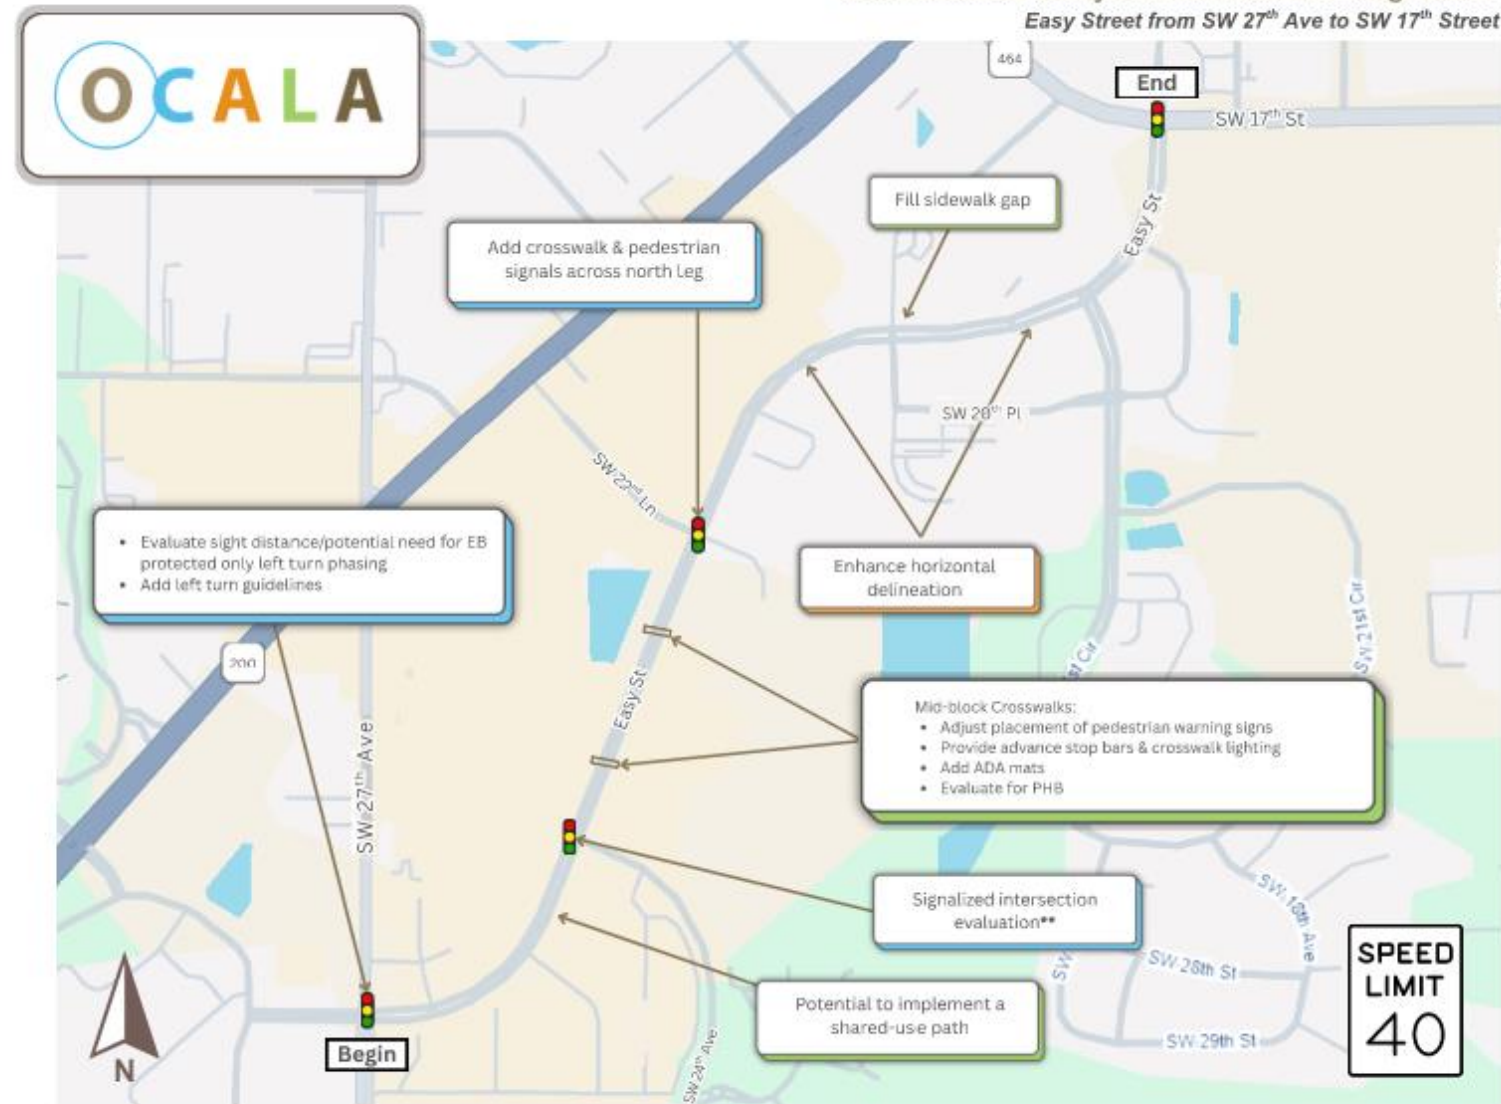 Easy Street from SW 27th Ave to SW 17th Street
OCALA
464
End
SW 17th St
Fill sidewalk gap
Easy St
Add crosswalk & pedestrian
signals across north leg
SW 20th Pl
SW 22nd Ln
Evaluate sight distance/potential need for EB
protected only left turn phasing
Add left turn guidelines
Enhance horizontal
delineation
200
SW 21st Cir
st Cir
Easy St
Mid-block Crosswalks:
Adjust placement of pedestrian warning signs
Provide advance stop bars & crosswalk lighting
Add ADA mats
Evaluate for PHB
SW 27th Ave
Signalized intersection
evaluation**
SW 18th Ave
SW
SW 28th St
SPEED
LIMIT
40
Potential to implement a
shared-use path
SW 29th St
SW 24th Ave
Begin
N